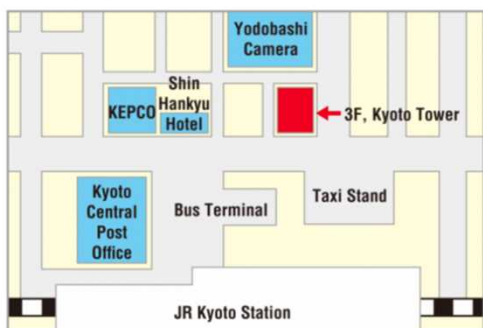 Yodobashi
Camera
Shin
Hankyu
Hotel
KEPCO
3F, Kyoto Tower
Kyoto
Central
Post
Office
Bus Terminal
Taxi Stand
JR Kyoto Station